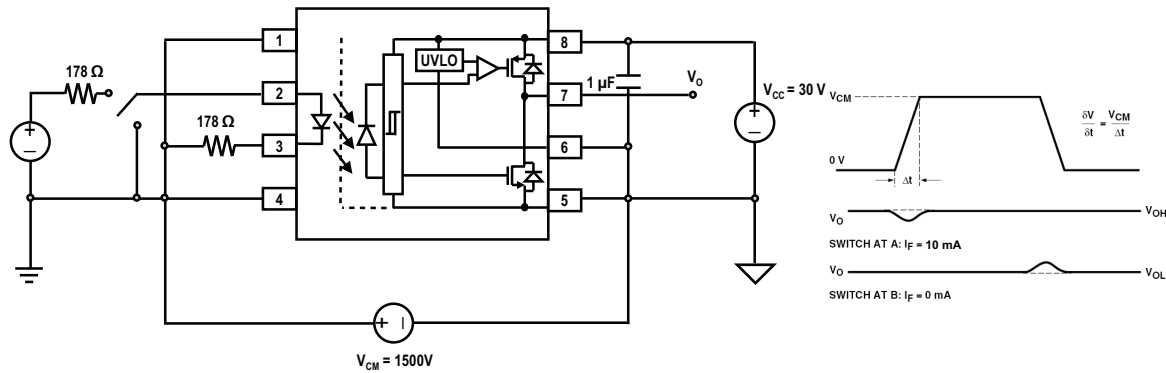 178 Ω
+
–
178 Ω
1
2
3
4
UVLO
8
7
6
5
1 µF
V_O
V_CC = 30 V
+
–
+ –
V_CM = 1500V
V_CM
0 V
Δt
δV/δt = V_CM/Δt
V_O
V_OH
SWITCH AT A: I_F = 10 mA
V_O
V_OL
SWITCH AT B: I_F = 0 mA